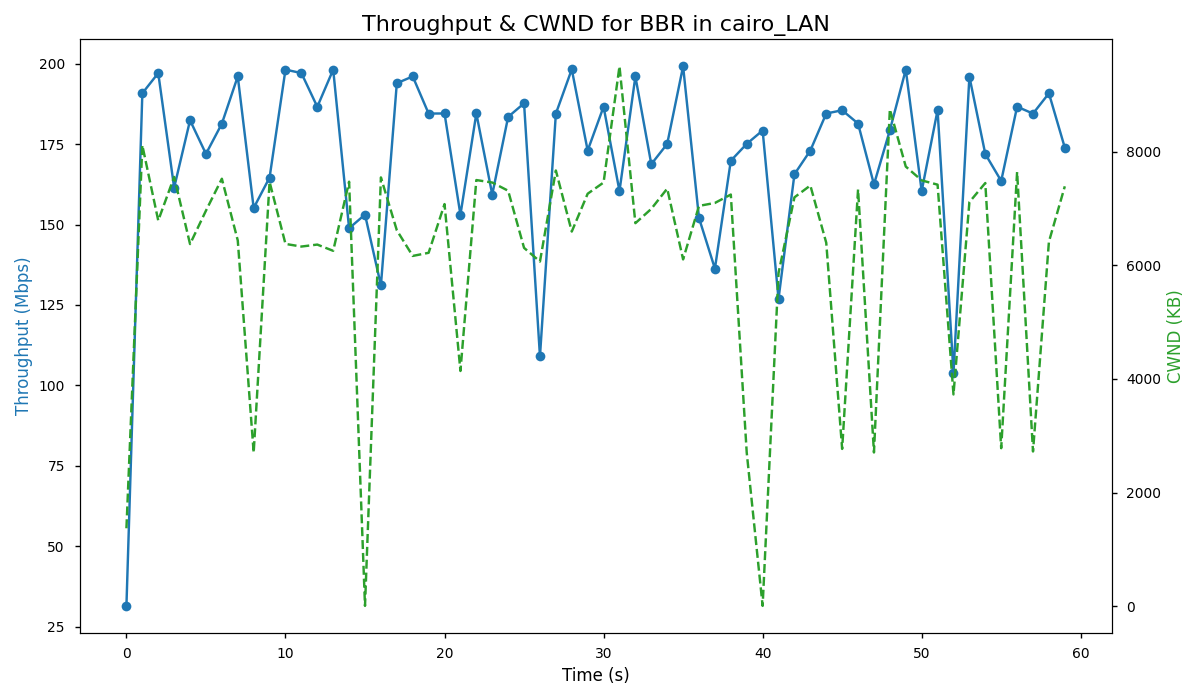 Throughput & CWND for BBR in cairo_LAN
Throughput (Mbps)
200
175
150
125
100
75
50
25
8000
6000
4000
2000
0
CWND (KB)
0 10 20 30 40 50 60
Time (s)